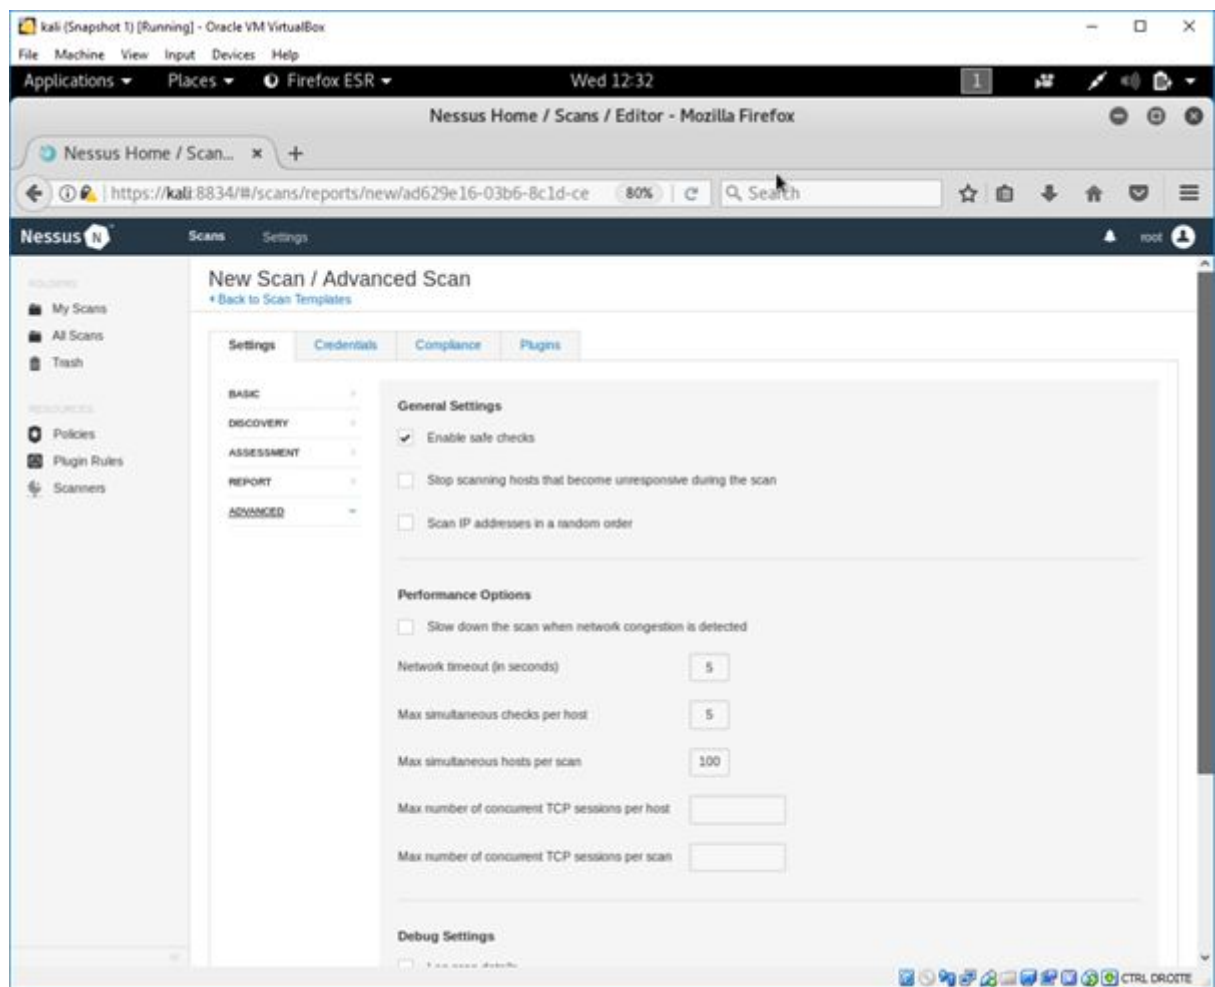 kali (Snapshot 1) [Running] - Oracle VM VirtualBox
File Machine View Input Devices Help
Applications Places Firefox ESR Wed 12:32 1
Nessus Home / Scans / Editor - Mozilla Firefox
Nessus Home / Scan... × +
https://kali:8834/#/scans/reports/new/ad629e16-03b6-8c1d-ce 80% Search
Nessus N Scans Settings root
FOLDERS
My Scans
All Scans
Trash
RESOURCES
Policies
Plugin Rules
Scanners
New Scan / Advanced Scan
Back to Scan Templates
Settings Credentials Compliance Plugins
BASIC
DISCOVERY
ASSESSMENT
REPORT
ADVANCED
General Settings
Enable safe checks
Stop scanning hosts that become unresponsive during the scan
Scan IP addresses in a random order
Performance Options
Slow down the scan when network congestion is detected
Network timeout (in seconds) 5
Max simultaneous checks per host 5
Max simultaneous hosts per scan 100
Max number of concurrent TCP sessions per host
Max number of concurrent TCP sessions per scan
Debug Settings
CTRL DROITE